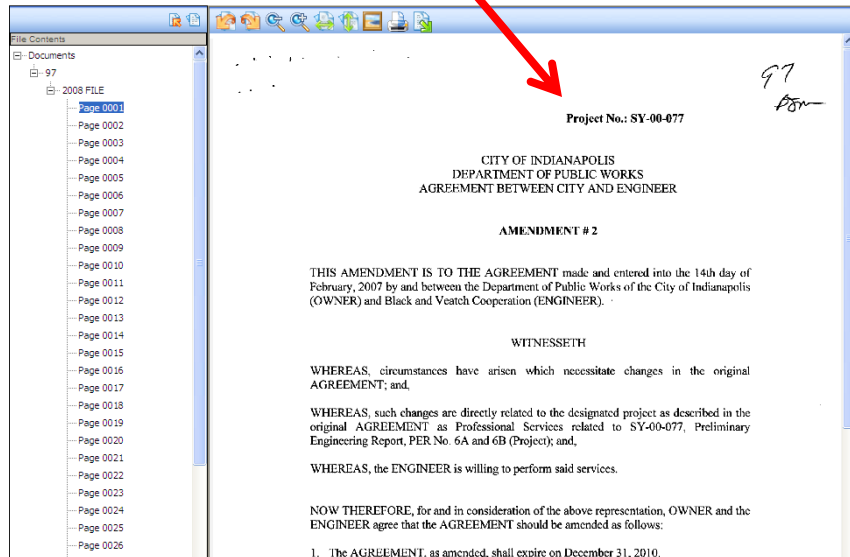 File Contents
Documents
97
2008 FILE
Page 0001
Page 0002
Page 0003
Page 0004
Page 0005
Page 0006
Page 0007
Page 0008
Page 0009
Page 0010
Page 0011
Page 0012
Page 0013
Page 0014
Page 0015
Page 0016
Page 0017
Page 0018
Page 0019
Page 0020
Page 0021
Page 0022
Page 0023
Page 0024
Page 0025
Page 0026
97
Project No.: SY-00-077
CITY OF INDIANAPOLIS
DEPARTMENT OF PUBLIC WORKS
AGREEMENT BETWEEN CITY AND ENGINEER
AMENDMENT # 2
THIS AMENDMENT IS TO THE AGREEMENT made and entered into the 14th day of
February, 2007 by and between the Department of Public Works of the City of Indianapolis
(OWNER) and Black and Veatch Cooperation (ENGINEER).
WITNESSETH
WHEREAS, circumstances have arisen which necessitate changes in the original
AGREEMENT; and,
WHEREAS, such changes are directly related to the designated project as described in the
original AGREEMENT as Professional Services related to SY-00-077, Preliminary
Engineering Report, PER No. 6A and 6B (Project); and,
WHEREAS, the ENGINEER is willing to perform said services.
NOW THEREFORE, for and in consideration of the above representation, OWNER and the
ENGINEER agree that the AGREEMENT should be amended as follows:
1. The AGREEMENT, as amended, shall expire on December 31, 2010.